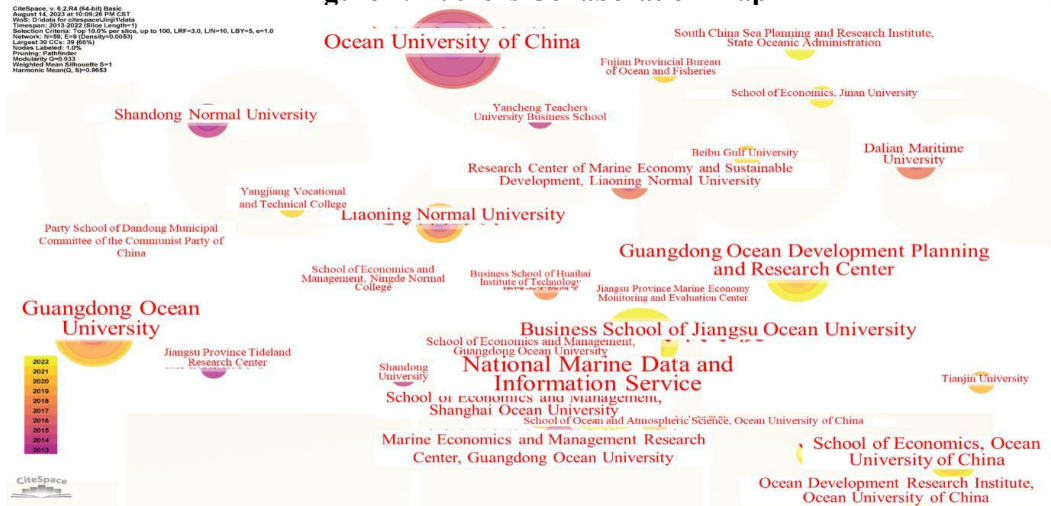 CiteSpace, v. 6.2.R4 (64-bit) Basic
August 14, 2023 at 10:09:26 PM CST
WoS: D:\data for citespace\Jinji1\data
Timespan: 2013-2022 (Slice Length=1)
Selection Criteria: Top 10.0% per slice, up to 100, LRF=3.0, L/N=10, LBY=5, e=1.0
Network: N=59, E=9 (Density=0.0053)
Largest 30 CCs: 39 (66%)
Nodes Labeled: 1.0%
Pruning: Pathfinder
Modularity Q=0.933
Weighted Mean Silhouette S=1
Harmonic Mean(Q, S)=0.9653
Ocean University of China
South China Sea Planning and Research Institute,
State Oceanic Administration
Fujian Provincial Bureau
of Ocean and Fisheries
School of Economics, Jinan University
Shandong Normal University
Yancheng Teachers
University Business School
Beibu Gulf University
Dalian Maritime
University
Research Center of Marine Economy and Sustainable
Development, Liaoning Normal University
Yangjiang Vocational
and Technical College
Liaoning Normal University
Party School of Dandong Municipal
Committee of the Communist Party of
China
Guangdong Ocean Development Planning
and Research Center
School of Economics and
Management, Ningde Normal
College
Business School of Huaihai
Institute of Technology
Jiangsu Province Marine Economy
Monitoring and Evaluation Center
Guangdong Ocean
University
Business School of Jiangsu Ocean University
School of Economics and Management,
Guangdong Ocean University
Jiangsu Province Tideland
Research Center
Shandong
University
National Marine Data and
Information Service
Tianjin University
School of Economics and Management,
Shanghai Ocean University
School of Ocean and Atmospheric Science, Ocean University of China
Marine Economics and Management Research
Center, Guangdong Ocean University
School of Economics, Ocean
University of China
Ocean Development Research Institute,
Ocean University of China
2022
2021
2020
2019
2018
2017
2016
2015
2014
2013
CiteSpace